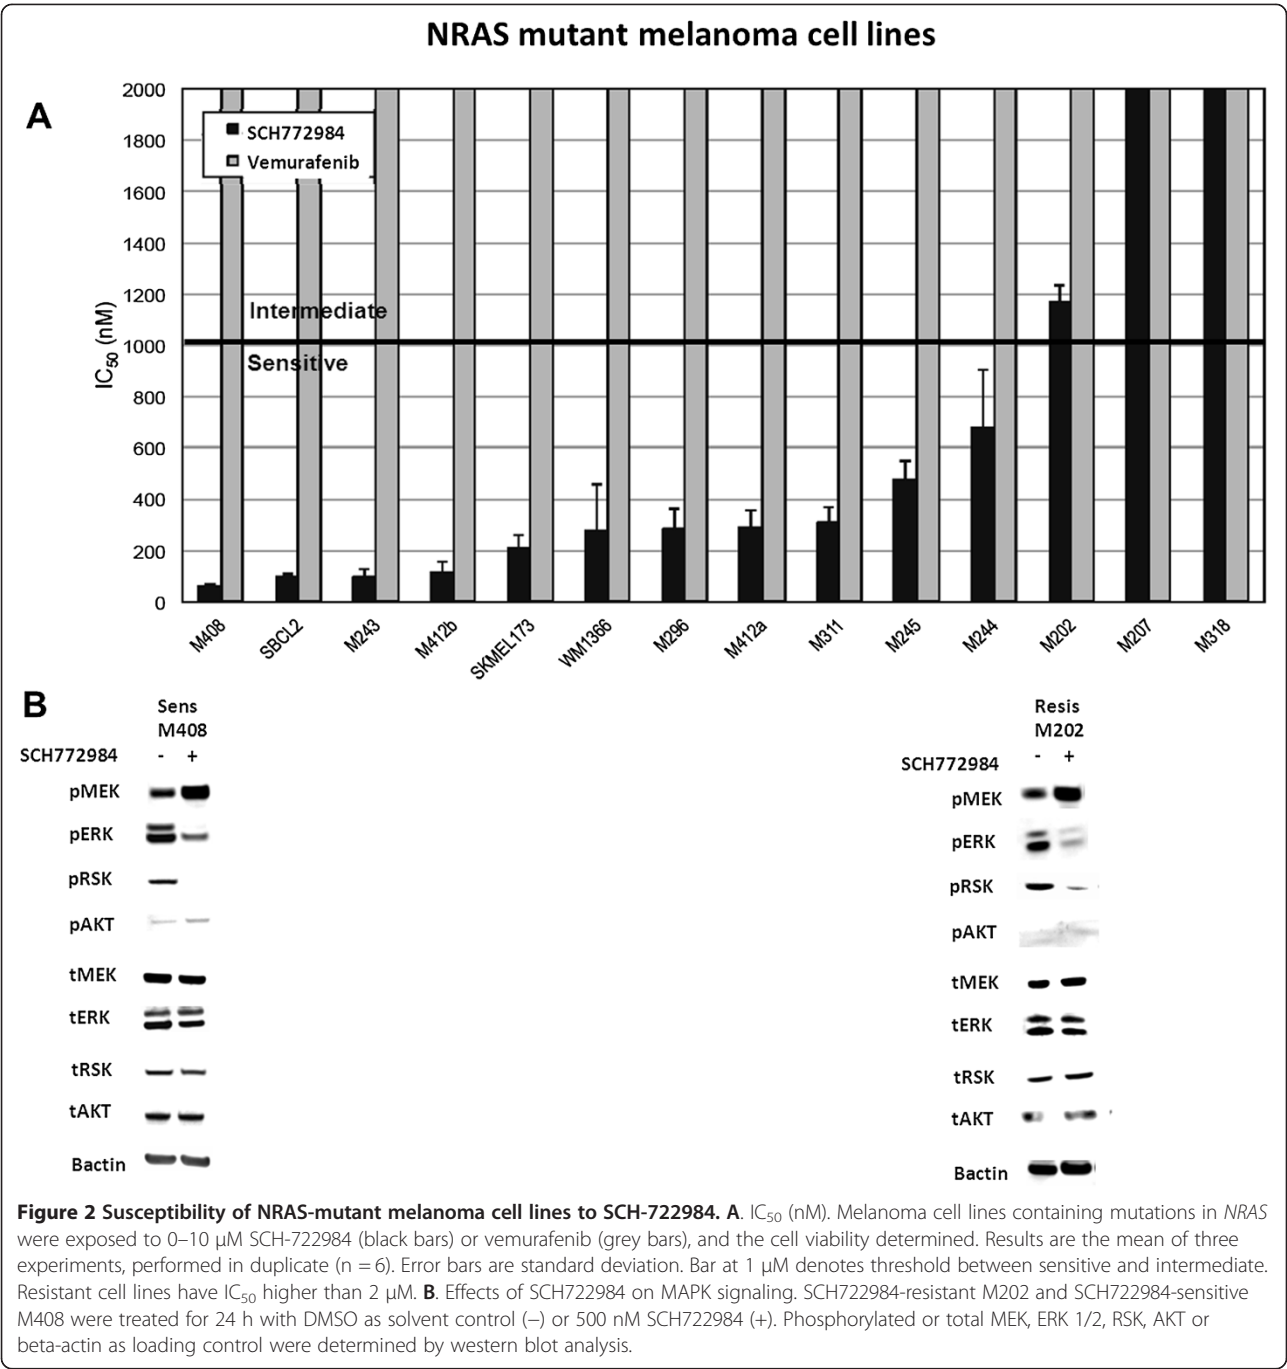 NRAS mutant melanoma cell lines
A
2000
1800
1600
1400
1200
1000
800
600
400
200
0
IC50 (nM)
SCH772984
Vemurafenib
Intermediate
Sensitive
M408
SBCL2
M243
M412b
SKMEL173
WM1366
M296
M412a
M311
M245
M244
M202
M207
M318
B
Sens
M408
SCH772984 - +
pMEK
pERK
pRSK
pAKT
tMEK
tERK
tRSK
tAKT
Bactin
Resis
M202
- +
SCH772984
pMEK
pERK
pRSK
pAKT
tMEK
tERK
tRSK
tAKT
Bactin
Figure 2 Susceptibility of NRAS-mutant melanoma cell lines to SCH-722984. A. IC50 (nM). Melanoma cell lines containing mutations in NRAS
were exposed to 0–10 μM SCH-722984 (black bars) or vemurafenib (grey bars), and the cell viability determined. Results are the mean of three
experiments, performed in duplicate (n = 6). Error bars are standard deviation. Bar at 1 μM denotes threshold between sensitive and intermediate.
Resistant cell lines have IC50 higher than 2 μM. B. Effects of SCH722984 on MAPK signaling. SCH722984-resistant M202 and SCH722984-sensitive
M408 were treated for 24 h with DMSO as solvent control (−) or 500 nM SCH722984 (+). Phosphorylated or total MEK, ERK 1/2, RSK, AKT or
beta-actin as loading control were determined by western blot analysis.